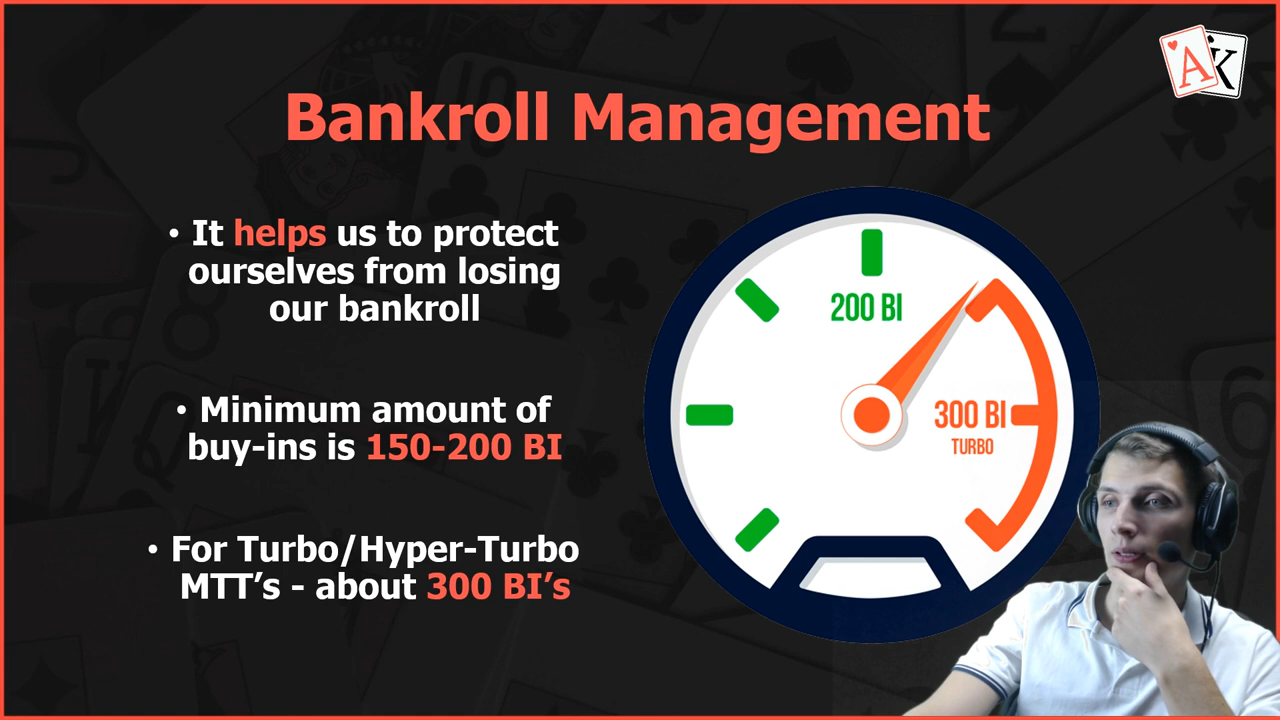 Bankroll Management
• It helps us to protect
ourselves from losing
our bankroll
• Minimum amount of
buy-ins is 150-200 BI
• For Turbo/Hyper-Turbo
MTT’s - about 300 BI’s
200 BI
300 BI
TURBO
A K